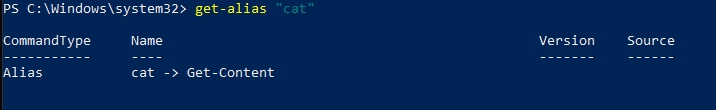 PS C:\Windows\system32> get-alias "cat"
CommandType     Name                                               Version    Source
-----------     ----                                               -------    ------
Alias           cat -> Get-Content